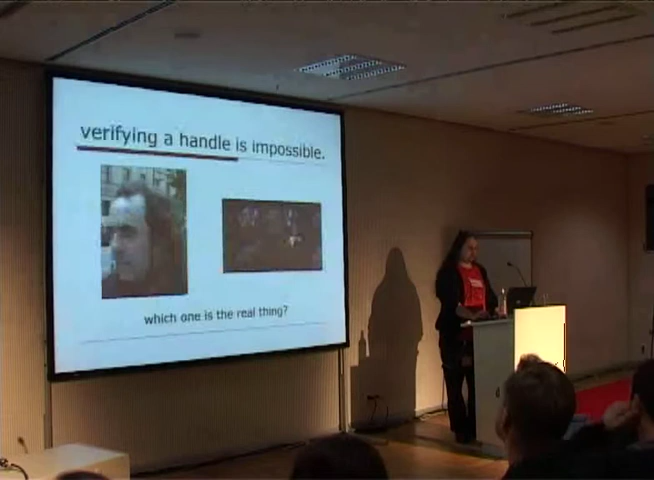 verifying a handle is impossible.
which one is the real thing?